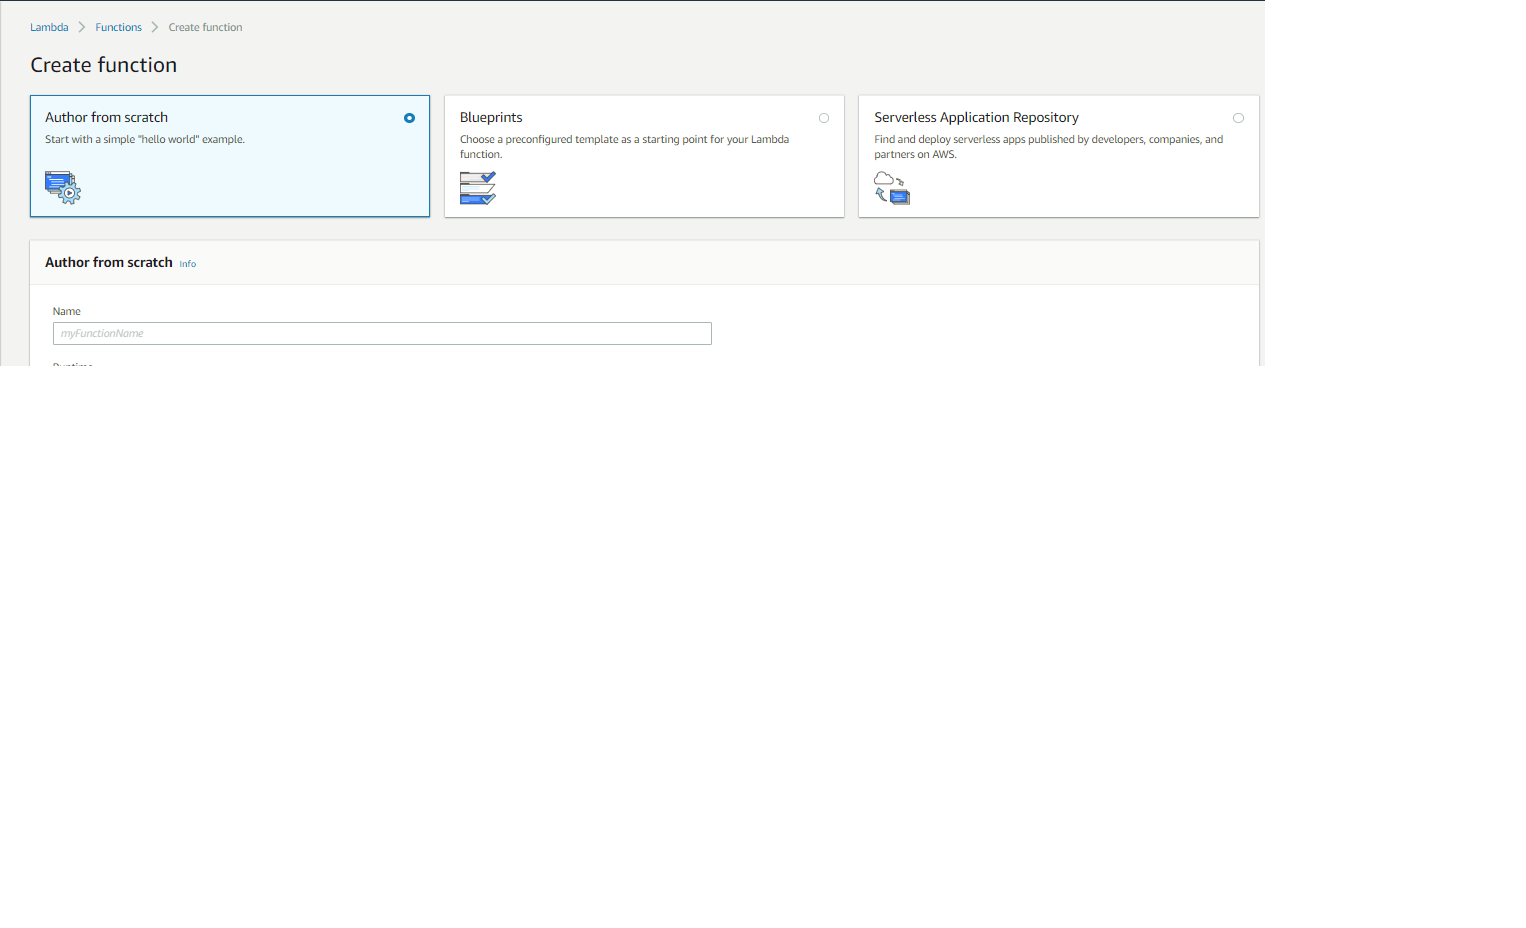 Lambda > Functions > Create function
Create function
Author from scratch
Start with a simple "hello world" example.
Blueprints
Choose a preconfigured template as a starting point for your Lambda
function.
Serverless Application Repository
Find and deploy serverless apps published by developers, companies, and
partners on AWS.
Author from scratch Info
Name
myFunctionName
Runtime